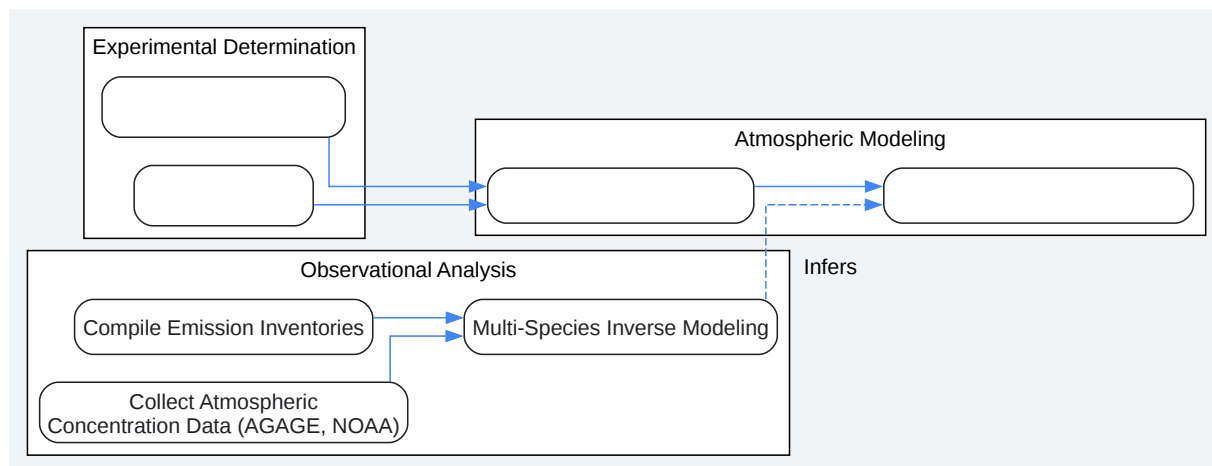 Experimental Determination
Atmospheric Modeling
Observational Analysis
Infers
Compile Emission Inventories
Multi-Species Inverse Modeling
Collect Atmospheric
Concentration Data (AGAGE, NOAA)